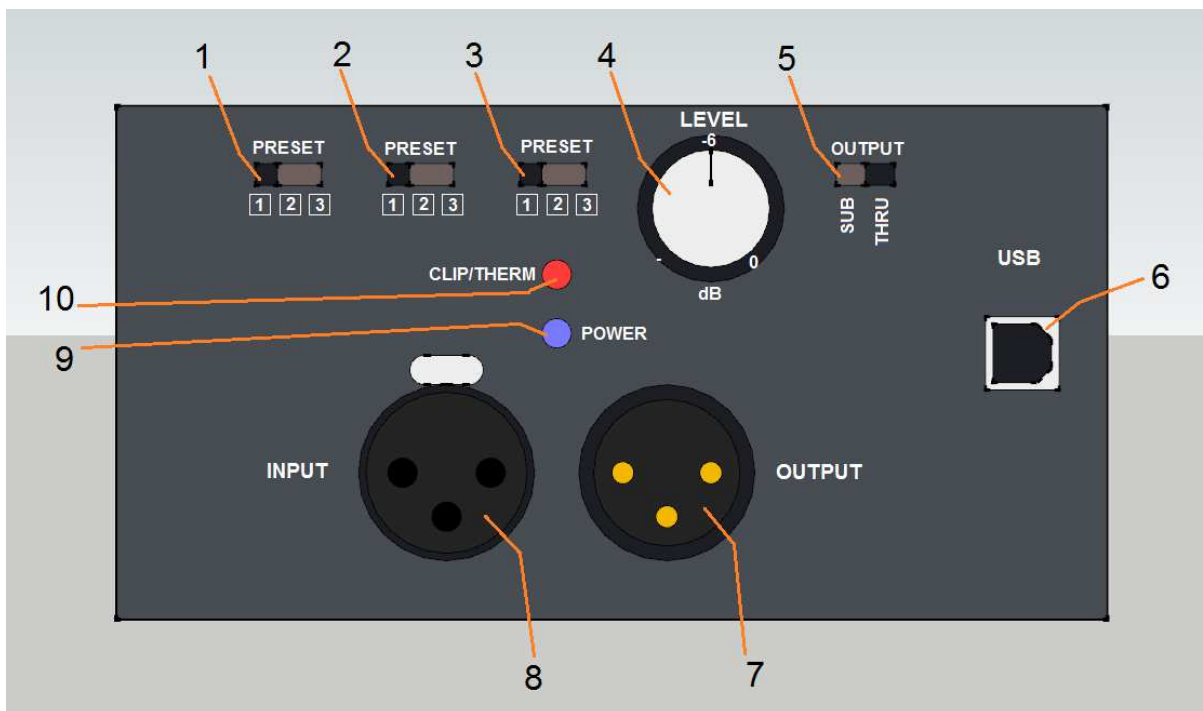 1
2
3
4
5
LEVEL
-6
PRESET
PRESET
PRESET
OUTPUT
1 2 3
1 2 3
1 2 3
SUB
THRU
- 0
dB
USB
CLIP/THERM
6
10
POWER
9
INPUT
OUTPUT
8
7